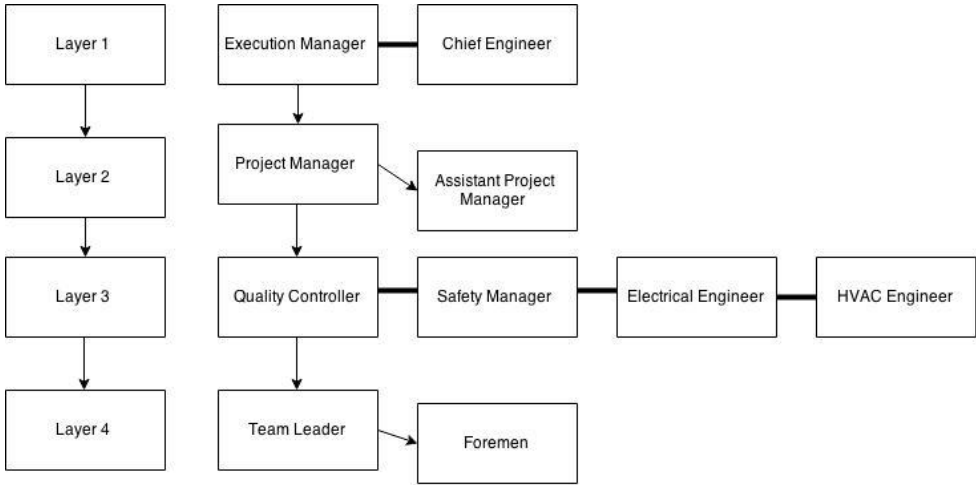 Layer 1
Execution Manager
Chief Engineer
Layer 2
Project Manager
Assistant Project
Manager
Layer 3
Quality Controller
Safety Manager
Electrical Engineer
HVAC Engineer
Layer 4
Team Leader
Foremen